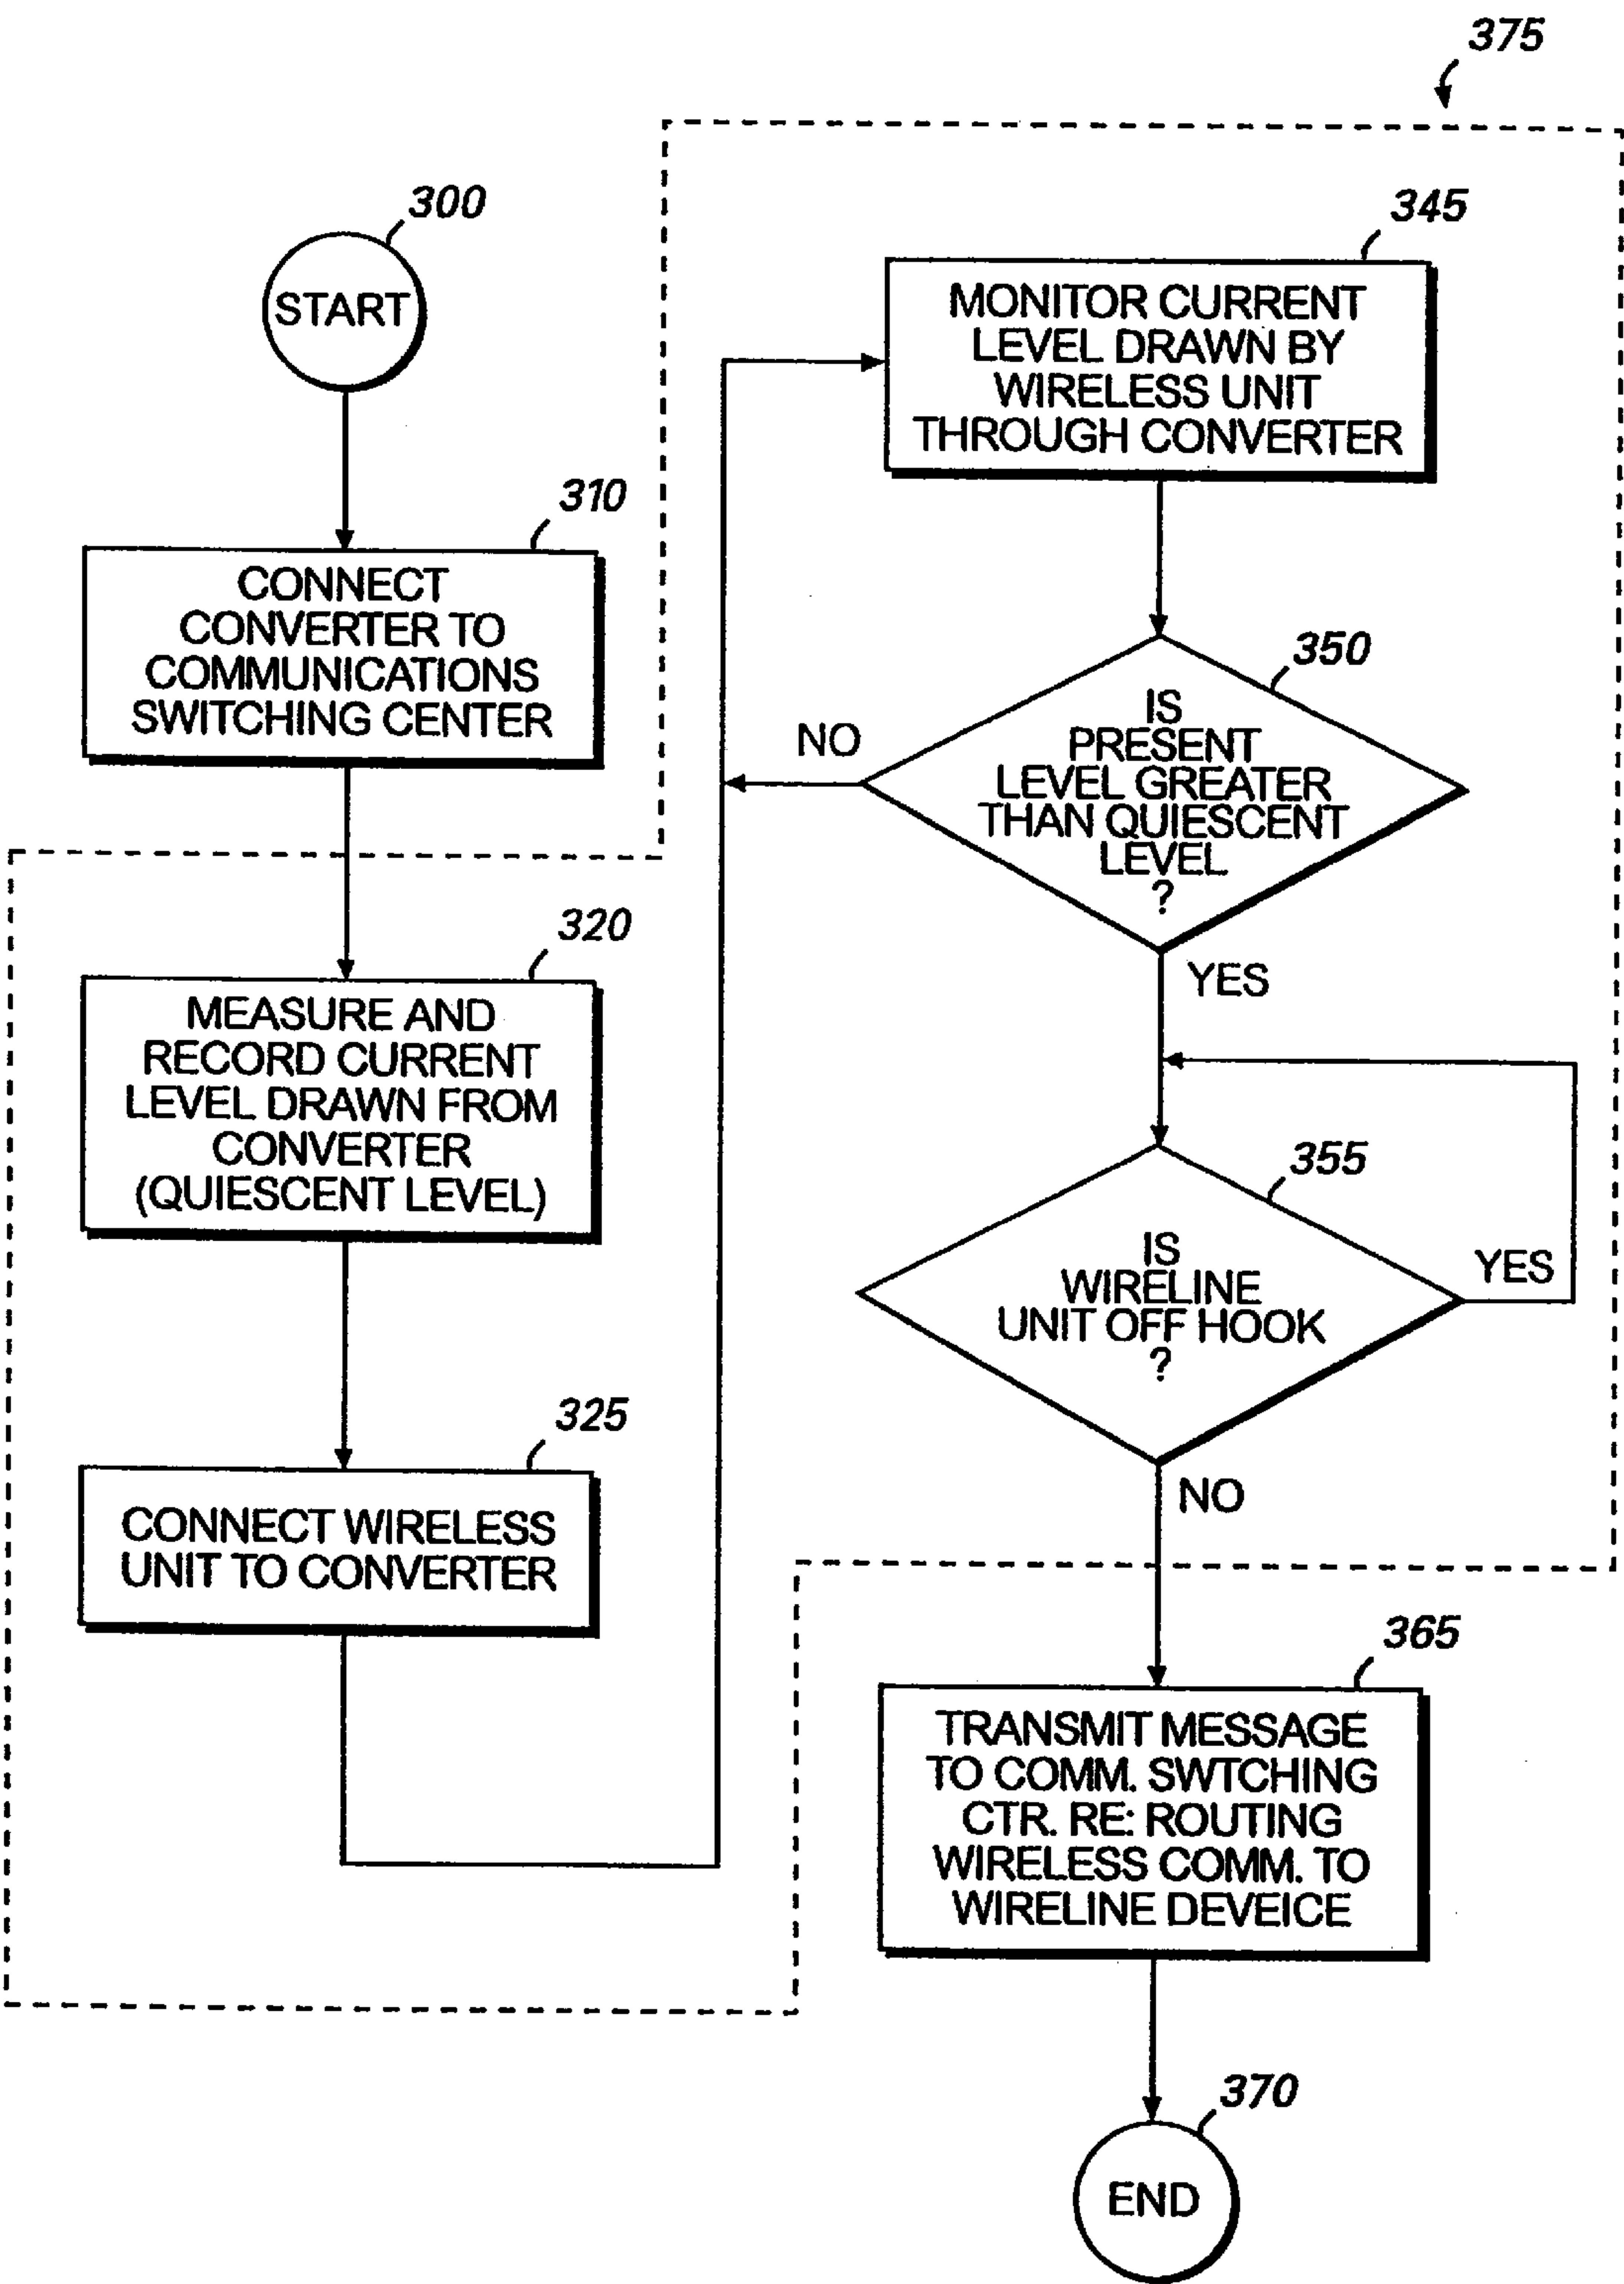 375
300
START
310
CONNECT
CONVERTER TO
COMMUNICATIONS
SWITCHING CENTER
320
MEASURE AND
RECORD CURRENT
LEVEL DRAWN FROM
CONVERTER
(QUIESCENT LEVEL)
325
CONNECT WIRELESS
UNIT TO CONVERTER
345
MONITOR CURRENT
LEVEL DRAWN BY
WIRELESS UNIT
THROUGH CONVERTER
350
IS
PRESENT
LEVEL GREATER
THAN QUIESCENT
LEVEL
?
NO
YES
355
IS
WIRELINE
UNIT OFF HOOK
?
YES
NO
365
TRANSMIT MESSAGE
TO COMM. SWTCHING
CTR. RE: ROUTING
WIRELESS COMM. TO
WIRELINE DEVEICE
370
END